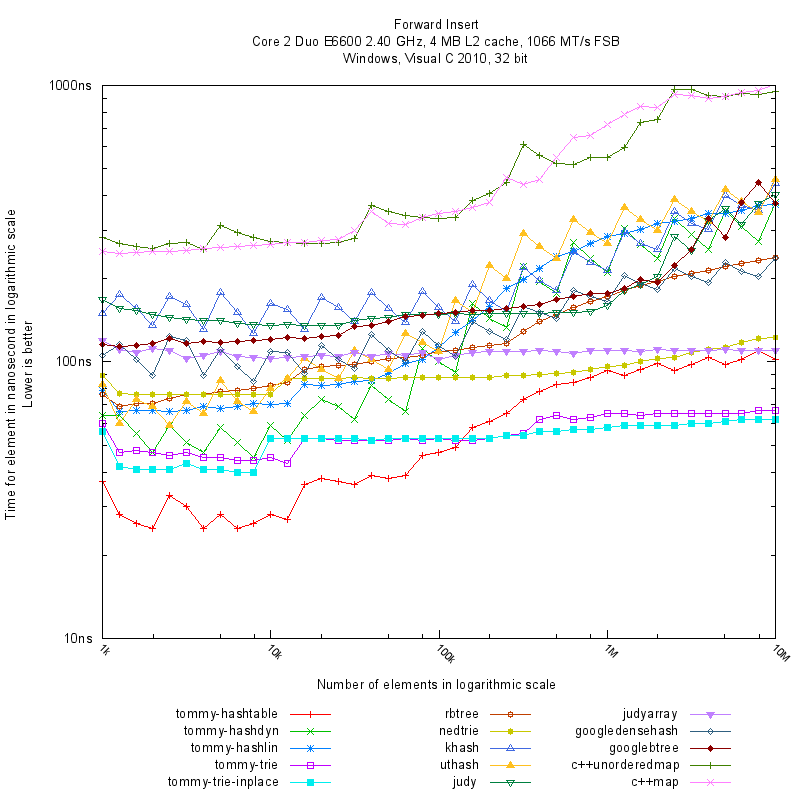 Forward Insert
Core 2 Duo E6600 2.40 GHz, 4 MB L2 cache, 1066 MT/s FSB
Windows, Visual C 2010, 32 bit
1000ns
100ns
10ns
Time for element in nanosecond in logarithmic scale
Lower is better
1k
10k
100k
1M
10M
Number of elements in logarithmic scale
tommy-hashtable
tommy-hashdyn
tommy-hashlin
tommy-trie
tommy-trie-inplace
rbtree
nedtrie
khash
uthash
judy
judyarray
googledensehash
googlebtree
c++unorderedmap
c++map